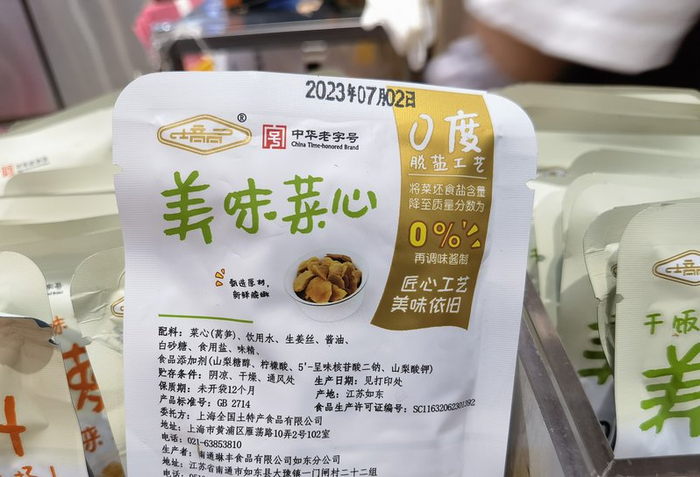 2023年07月02日
®
中华老字号
China Time-honored Brand
美味菜心
甄选原材,
新鲜脆嫩
0度
脱盐工艺
将菜坯食盐含量
降至质量分数为
0%
再调味酱制
匠心工艺
美味依旧
配料：菜心(莴笋)、饮用水、生姜丝、酱油、
白砂糖、食用盐、味精、
食品添加剂(山梨糖醇、柠檬酸、5'-呈味核苷酸二钠、山梨酸钾)
贮存条件：阴凉、干燥、通风处 生产日期：见打印处
保质期：未开袋12个月 产地：江苏如东
产品标准号：GB 2714 食品生产许可证编号：SC11632062301392
委托方：上海全国土特产食品有限公司
地址：上海市黄浦区雁荡路10弄2号102室
电话：021-63853810
生产者：南通琳丰食品有限公司如东分公司
地址：江苏省南通市如东县大豫镇一门闸村二十二组
中华老字号
干煸
美